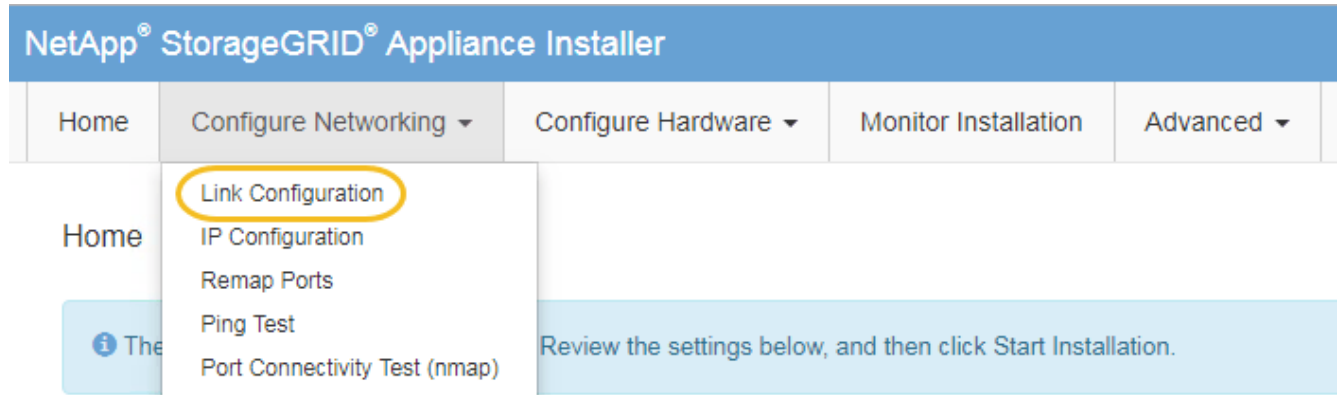 NetApp® StorageGRID® Appliance Installer
Home Configure Networking Configure Hardware Monitor Installation Advanced
Link Configuration
Home
IP Configuration
Remap Ports
Ping Test
The Review the settings below, and then click Start Installation.
Port Connectivity Test (nmap)